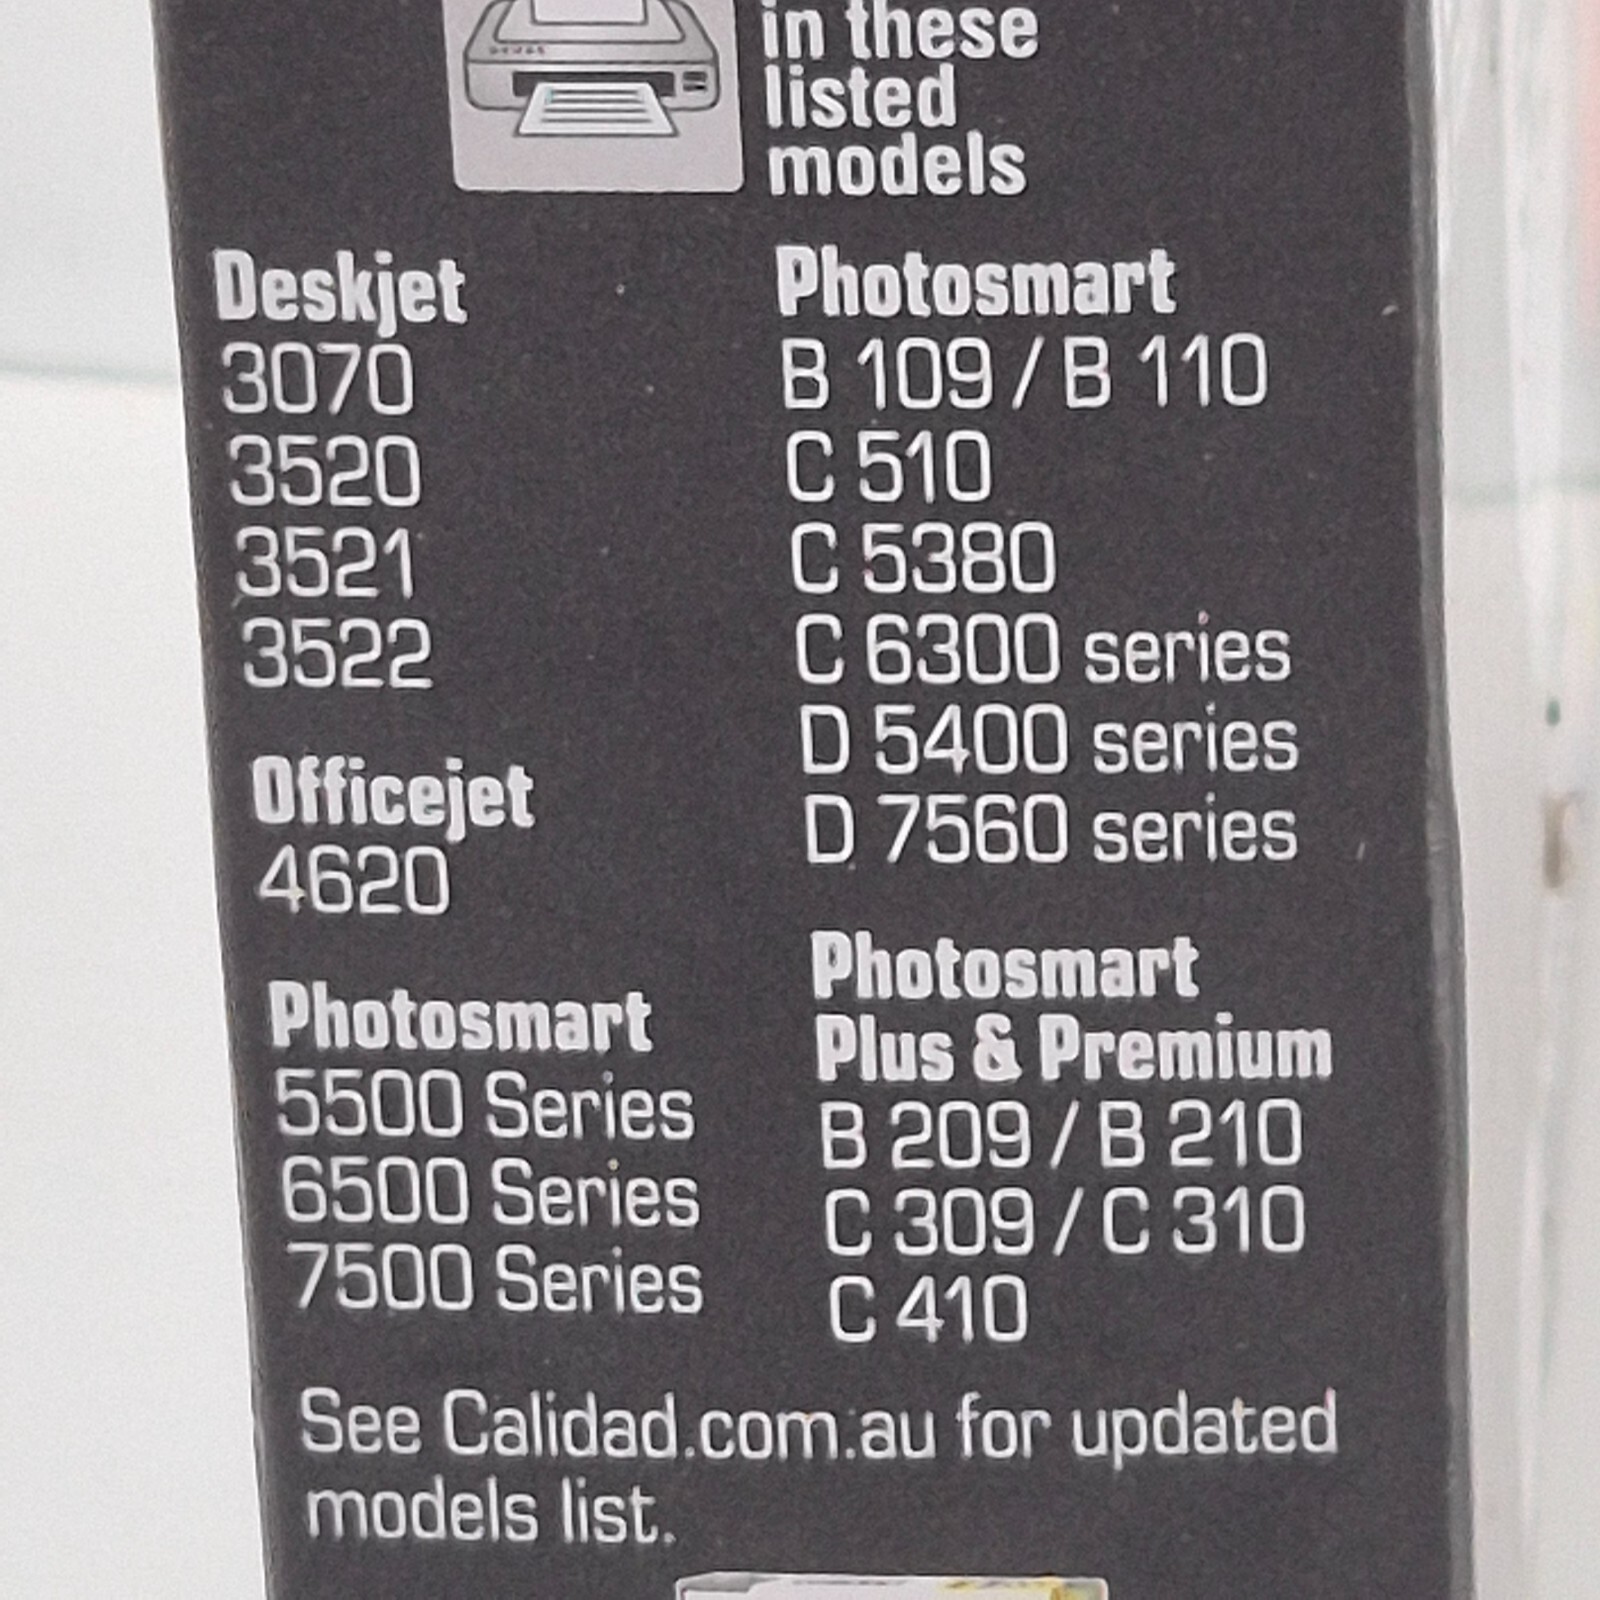 in these
listed
models
Deskjet
3070
3520
3521
3522
Officejet
4620
Photosmart
5500 Series
6500 Series
7500 Series
Photosmart
B 109 / B 110
C 510
C 5380
C 6300 series
D 5400 series
D 7560 series
Photosmart
Plus & Premium
B 209 / B 210
C 309 / C 310
C 410
See Calidad.com.au for updated
models list.